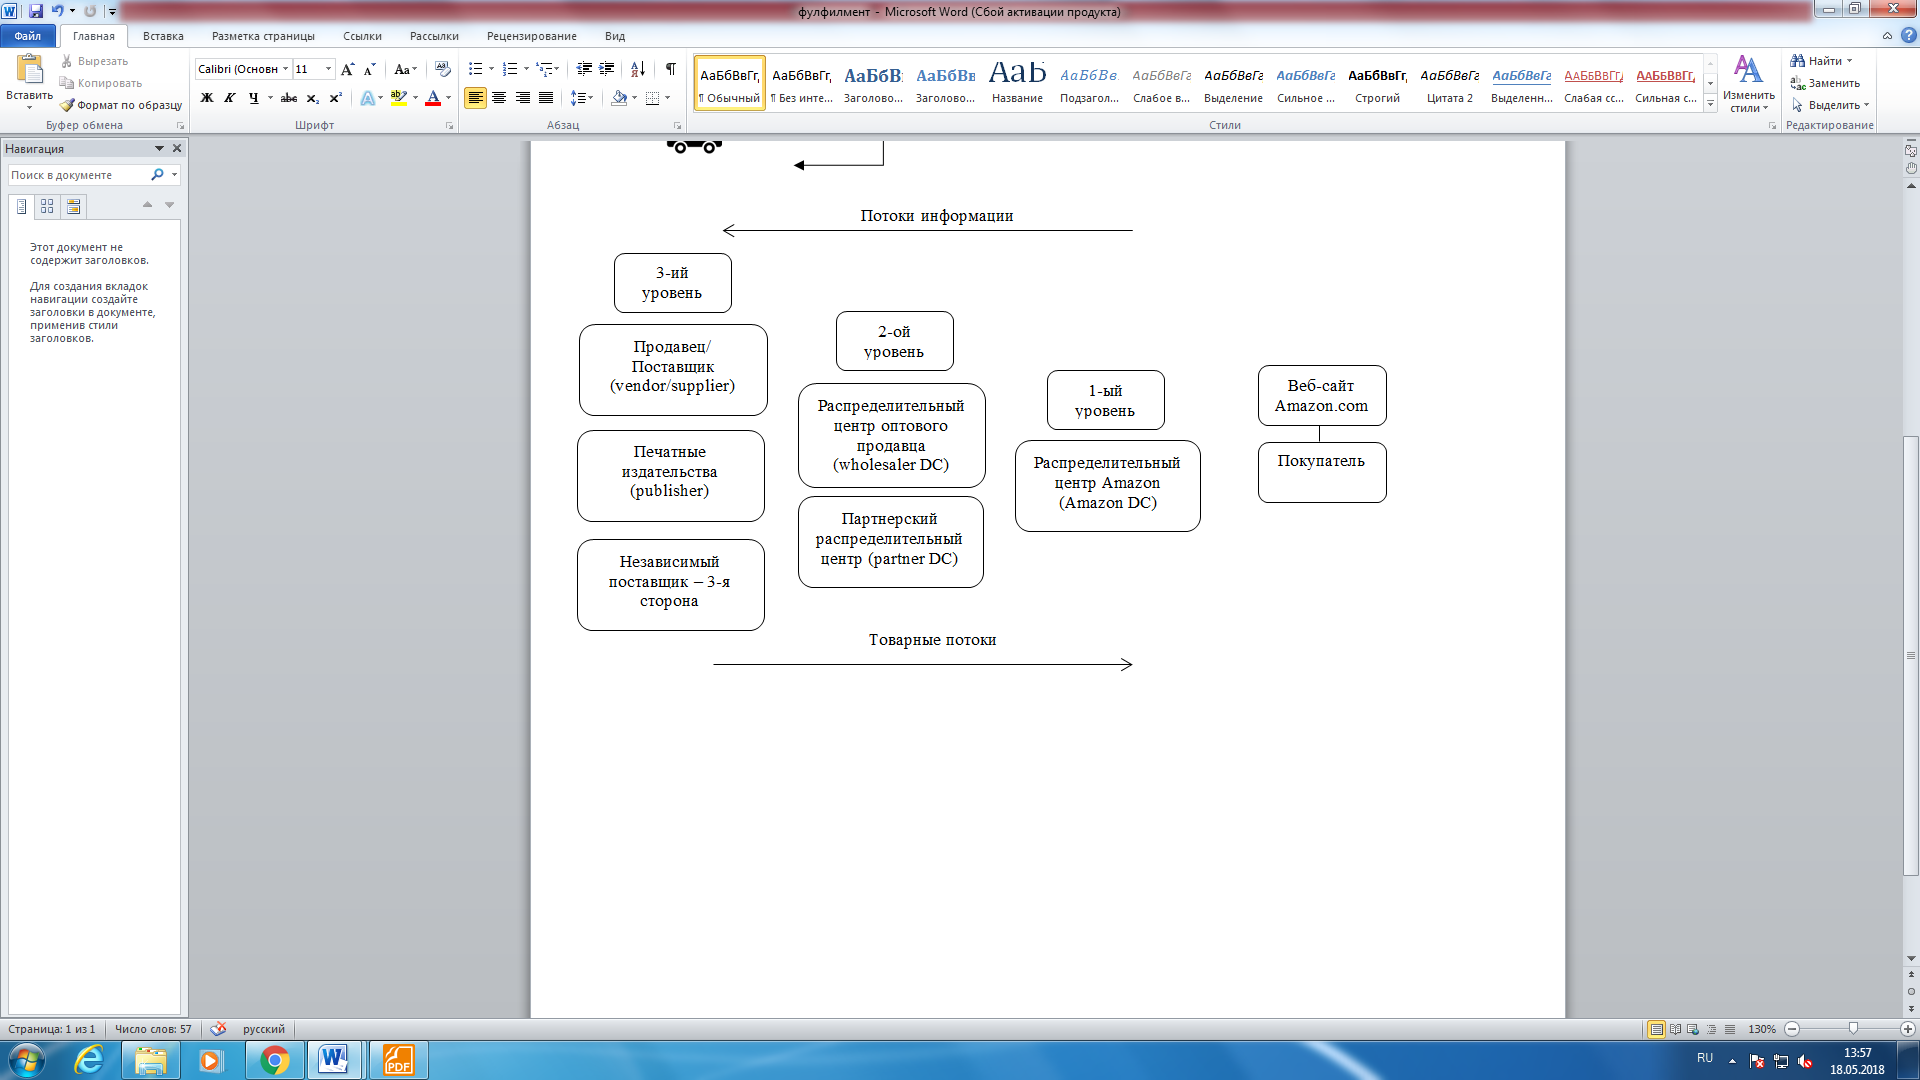 фулфилмент - Microsoft Word (Сбой активации продукта)
Файл Главная Вставка Разметка страницы Ссылки Рассылки Рецензирование Вид
Вставить
Вырезать
Копировать
Формат по образцу
Буфер обмена
Calibri (Основн 11
Шрифт
Абзац
АаБбВвГг, АаБбВвГг, АаБбВ АаБбВв АаБ АаБбВв АаБбВвГг АаБбВвГг АаБбВвГг АаБбВвГг, АаБбВвГг АаБбВвГг ААББВВГГ, ААББВВГГ,
¶ Обычный ¶ Без инте... Заголово... Заголово... Название Подзагол... Слабое в... Выделение Сильное ... Строгий Цитата 2 Выделенн... Слабая сс... Сильная с...
Стили
Изменить
стили
Найти
Заменить
Выделить
Редактирование
Навигация
Поиск в документе
Этот документ не
содержит заголовков.
Для создания вкладок
навигации создайте
заголовки в документе,
применив стили
заголовков.
Потоки информации
3-ий
уровень
Продавец/
Поставщик
(vendor/supplier)
Печатные
издательства
(publisher)
Независимый
поставщик – 3-я
сторона
2-ой
уровень
Распределительный
центр оптового
продавца
(wholesaler DC)
Партнерский
распределительный
центр (partner DC)
1-ый
уровень
Распределительный
центр Amazon
(Amazon DC)
Веб-сайт
Amazon.com
Покупатель
Товарные потоки
Страница: 1 из 1 Число слов: 57 русский
130%
PDF
RU
13:57
18.05.2018